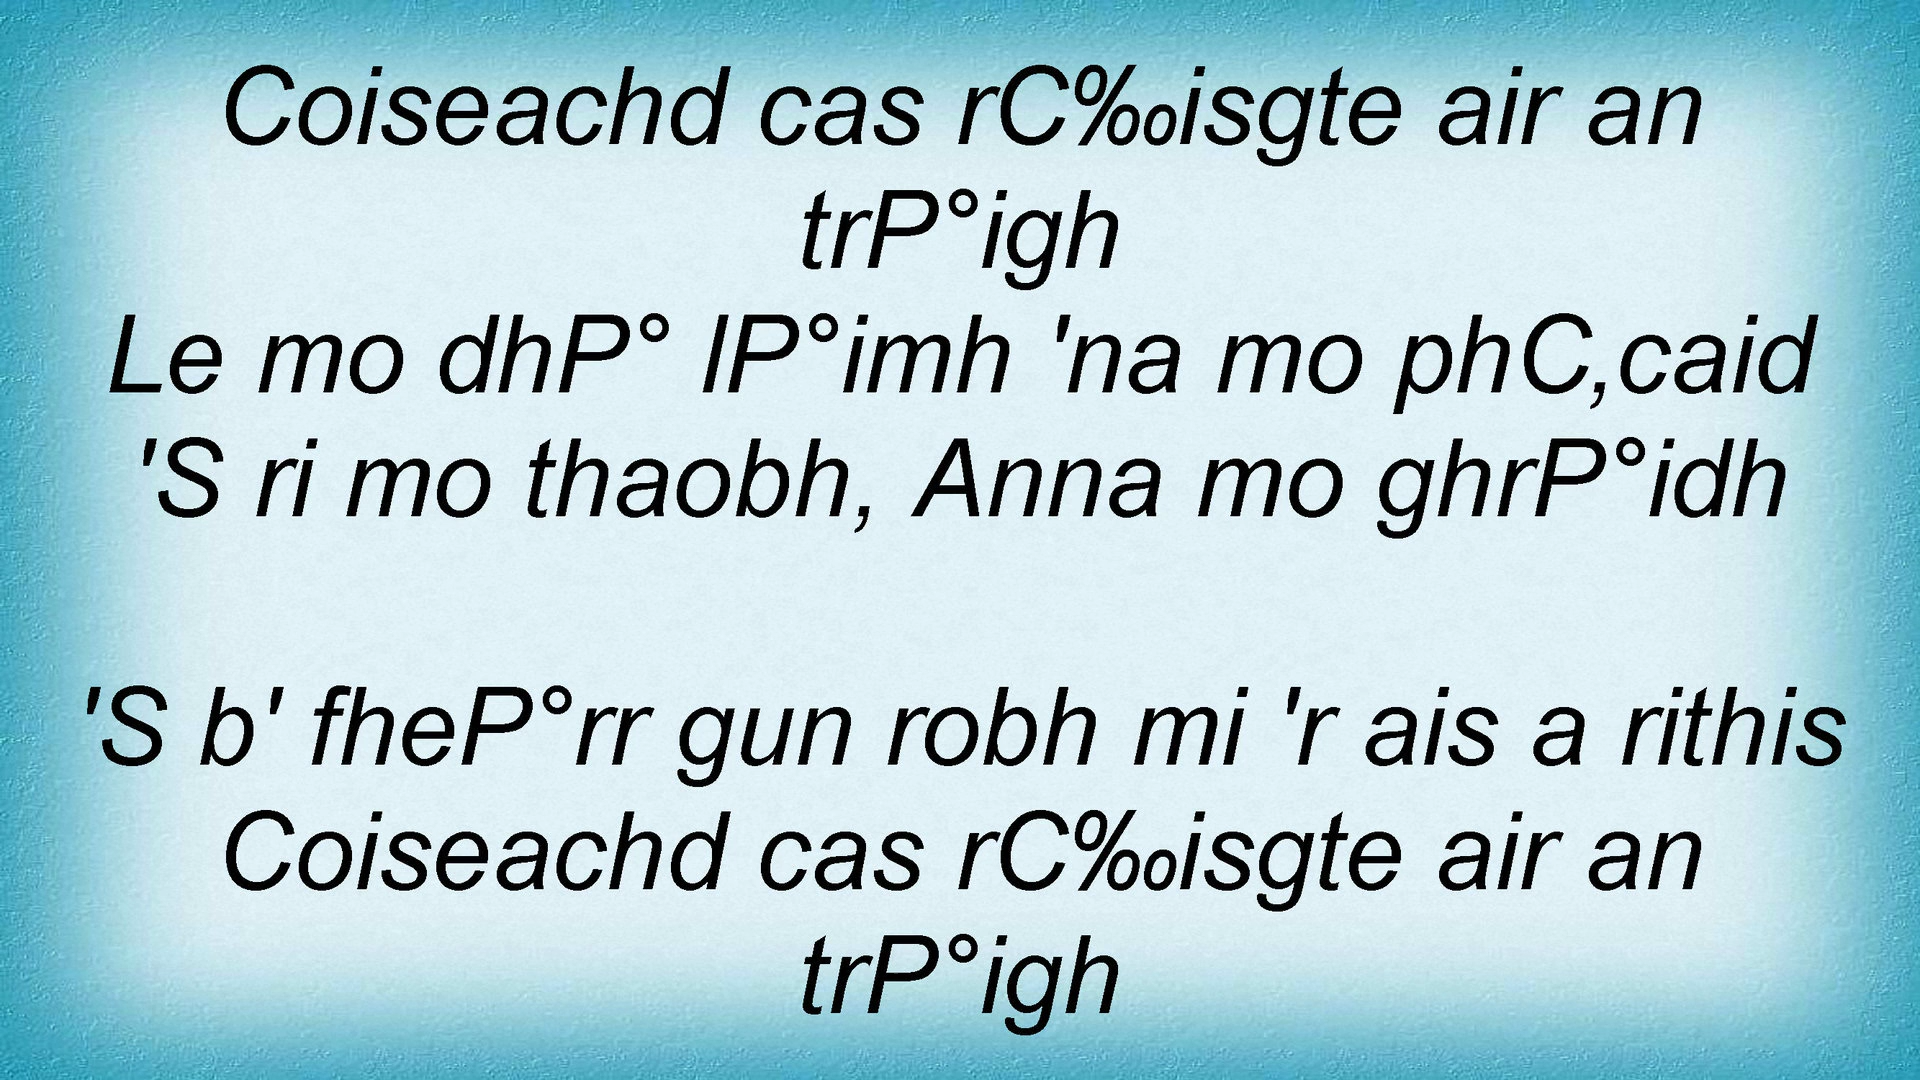 Coiseachd cas rC‰isgte air an
trP°igh
Le mo dhP° lP°imh 'na mo phC‚caid
'S ri mo thaobh, Anna mo ghrP°idh
'S b' fheP°rr gun robh mi 'r ais a rithis
Coiseachd cas rC‰isgte air an
trP°igh